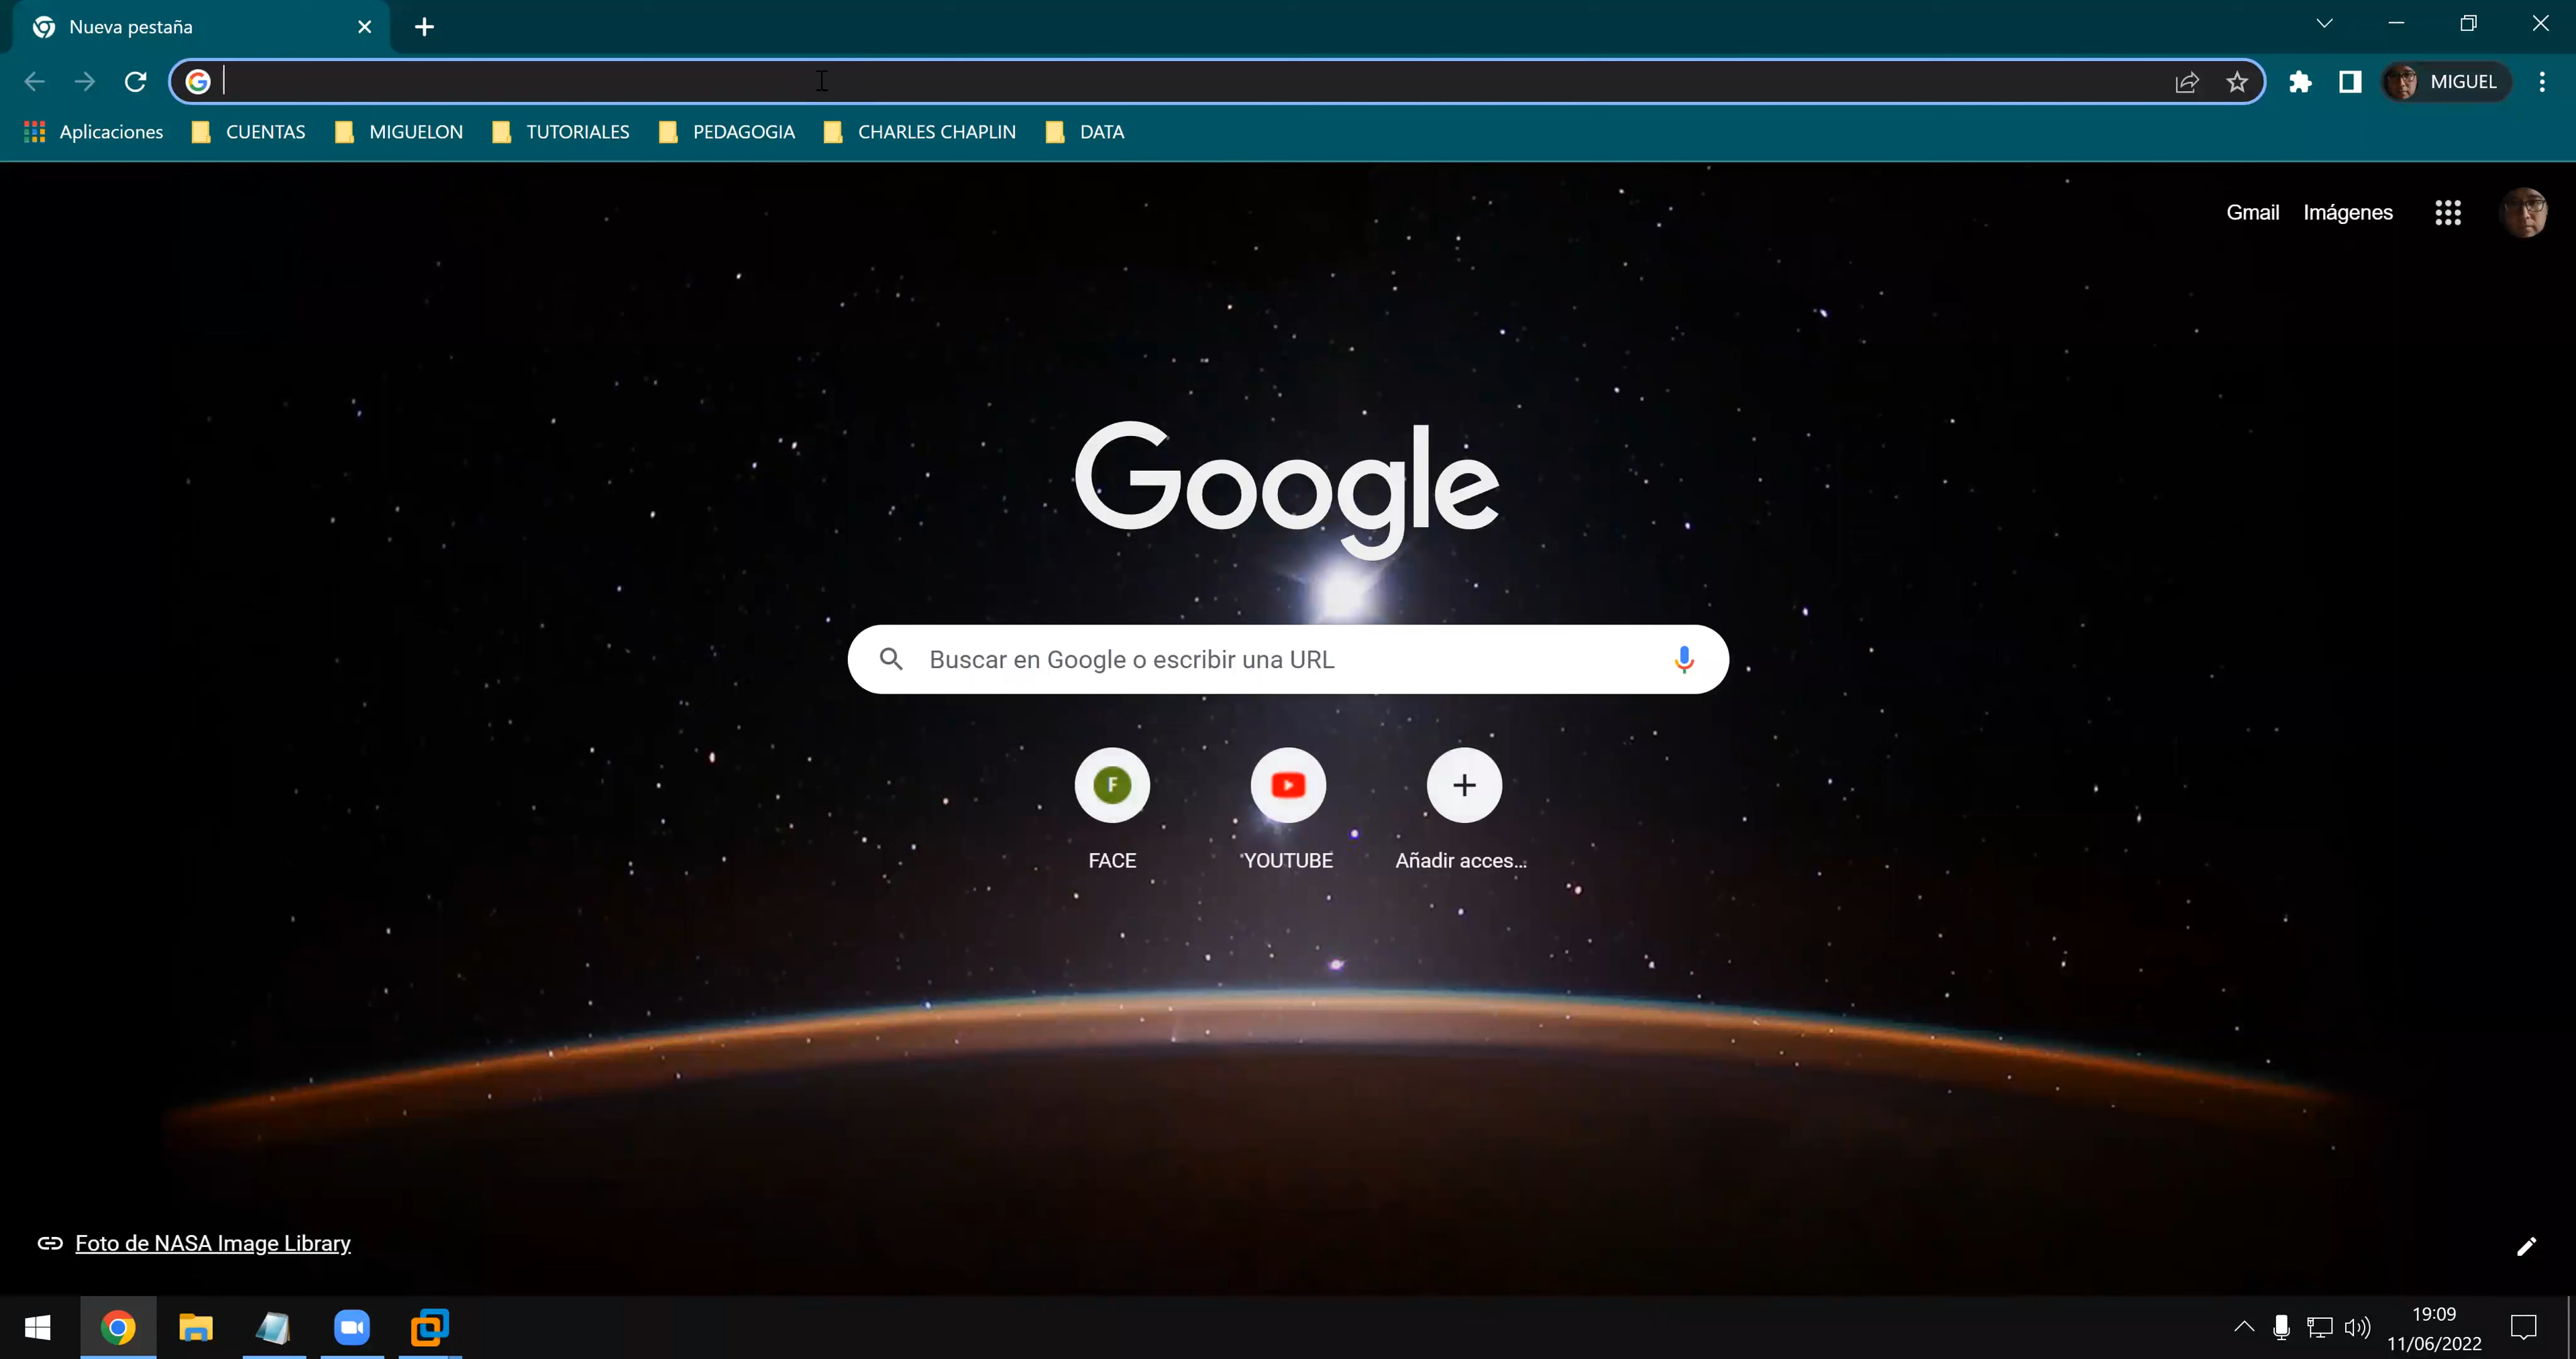 Nueva pestaña
MIGUEL
Aplicaciones
CUENTAS
MIGUELON
TUTORIALES
PEDAGOGIA
CHARLES CHAPLIN
DATA
Gmail
Imágenes
Google
Buscar en Google o escribir una URL
F
FACE
YOUTUBE
Añadir acces...
Foto de NASA Image Library
19:09
11/06/2022